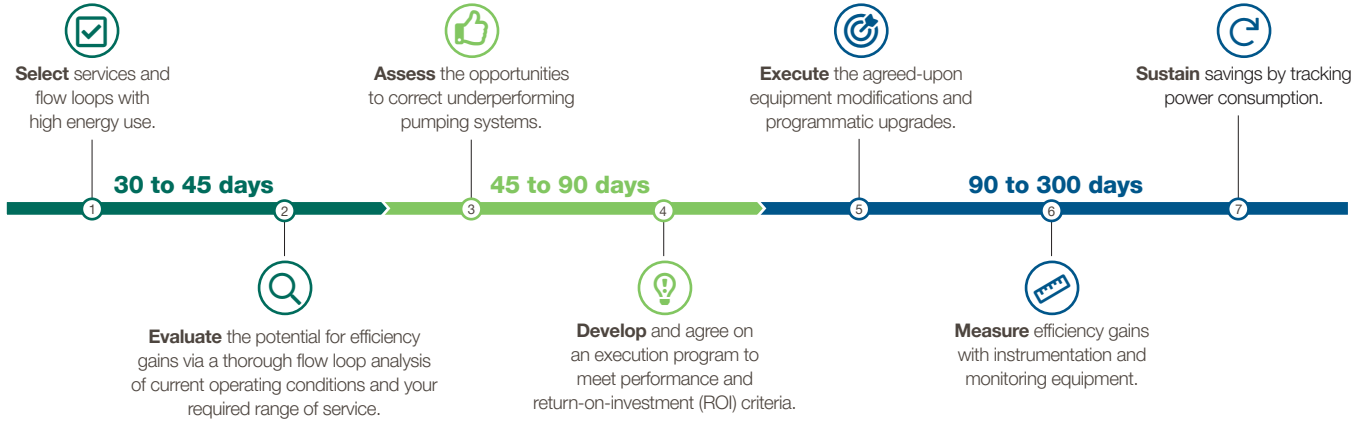 Select services and
flow loops with
high energy use.
Assess the opportunities
to correct underperforming
pumping systems.
Execute the agreed-upon
equipment modifications and
programmatic upgrades.
Sustain savings by tracking
power consumption.
30 to 45 days
45 to 90 days
90 to 300 days
1
2
3
4
5
6
7
Evaluate the potential for efficiency
gains via a thorough flow loop analysis
of current operating conditions and your
required range of service.
Develop and agree on
an execution program to
meet performance and
return-on-investment (ROI) criteria.
Measure efficiency gains
with instrumentation and
monitoring equipment.